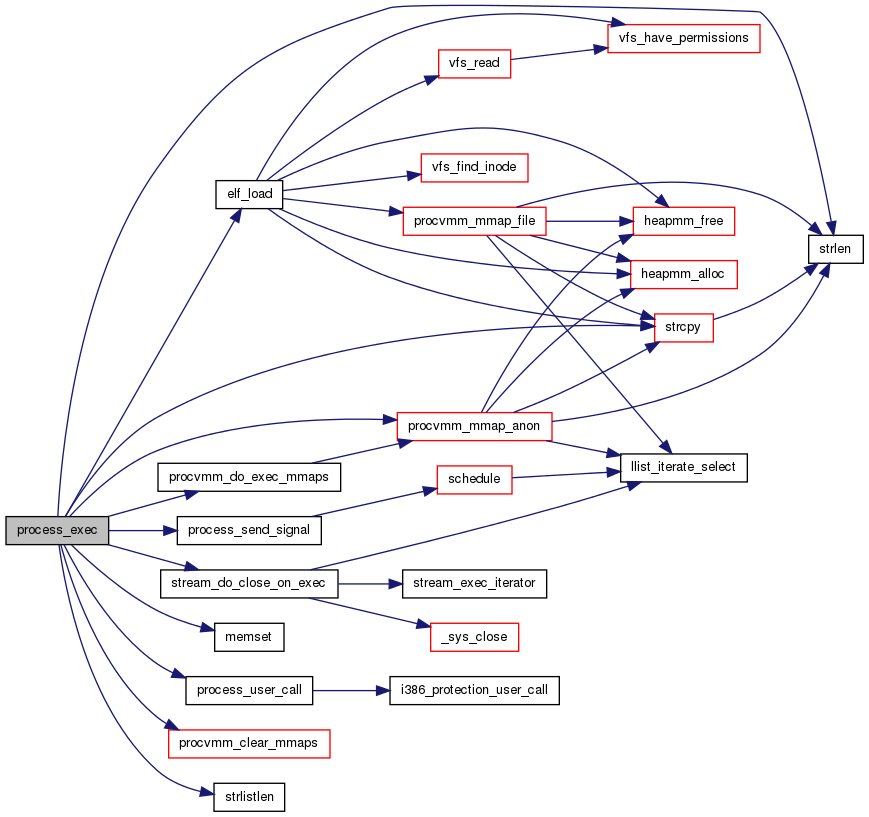 vfs_have_permissions
vfs_read
vfs_find_inode
elf_load
procvmm_mmap_file
heapmm_free
strlen
heapmm_alloc
strcpy
procvmm_mmap_anon
llist_iterate_select
procvmm_do_exec_mmaps
schedule
process_exec
process_send_signal
stream_do_close_on_exec
stream_exec_iterator
memset
_sys_close
process_user_call
i386_protection_user_call
procvmm_clear_mmaps
strlistlen